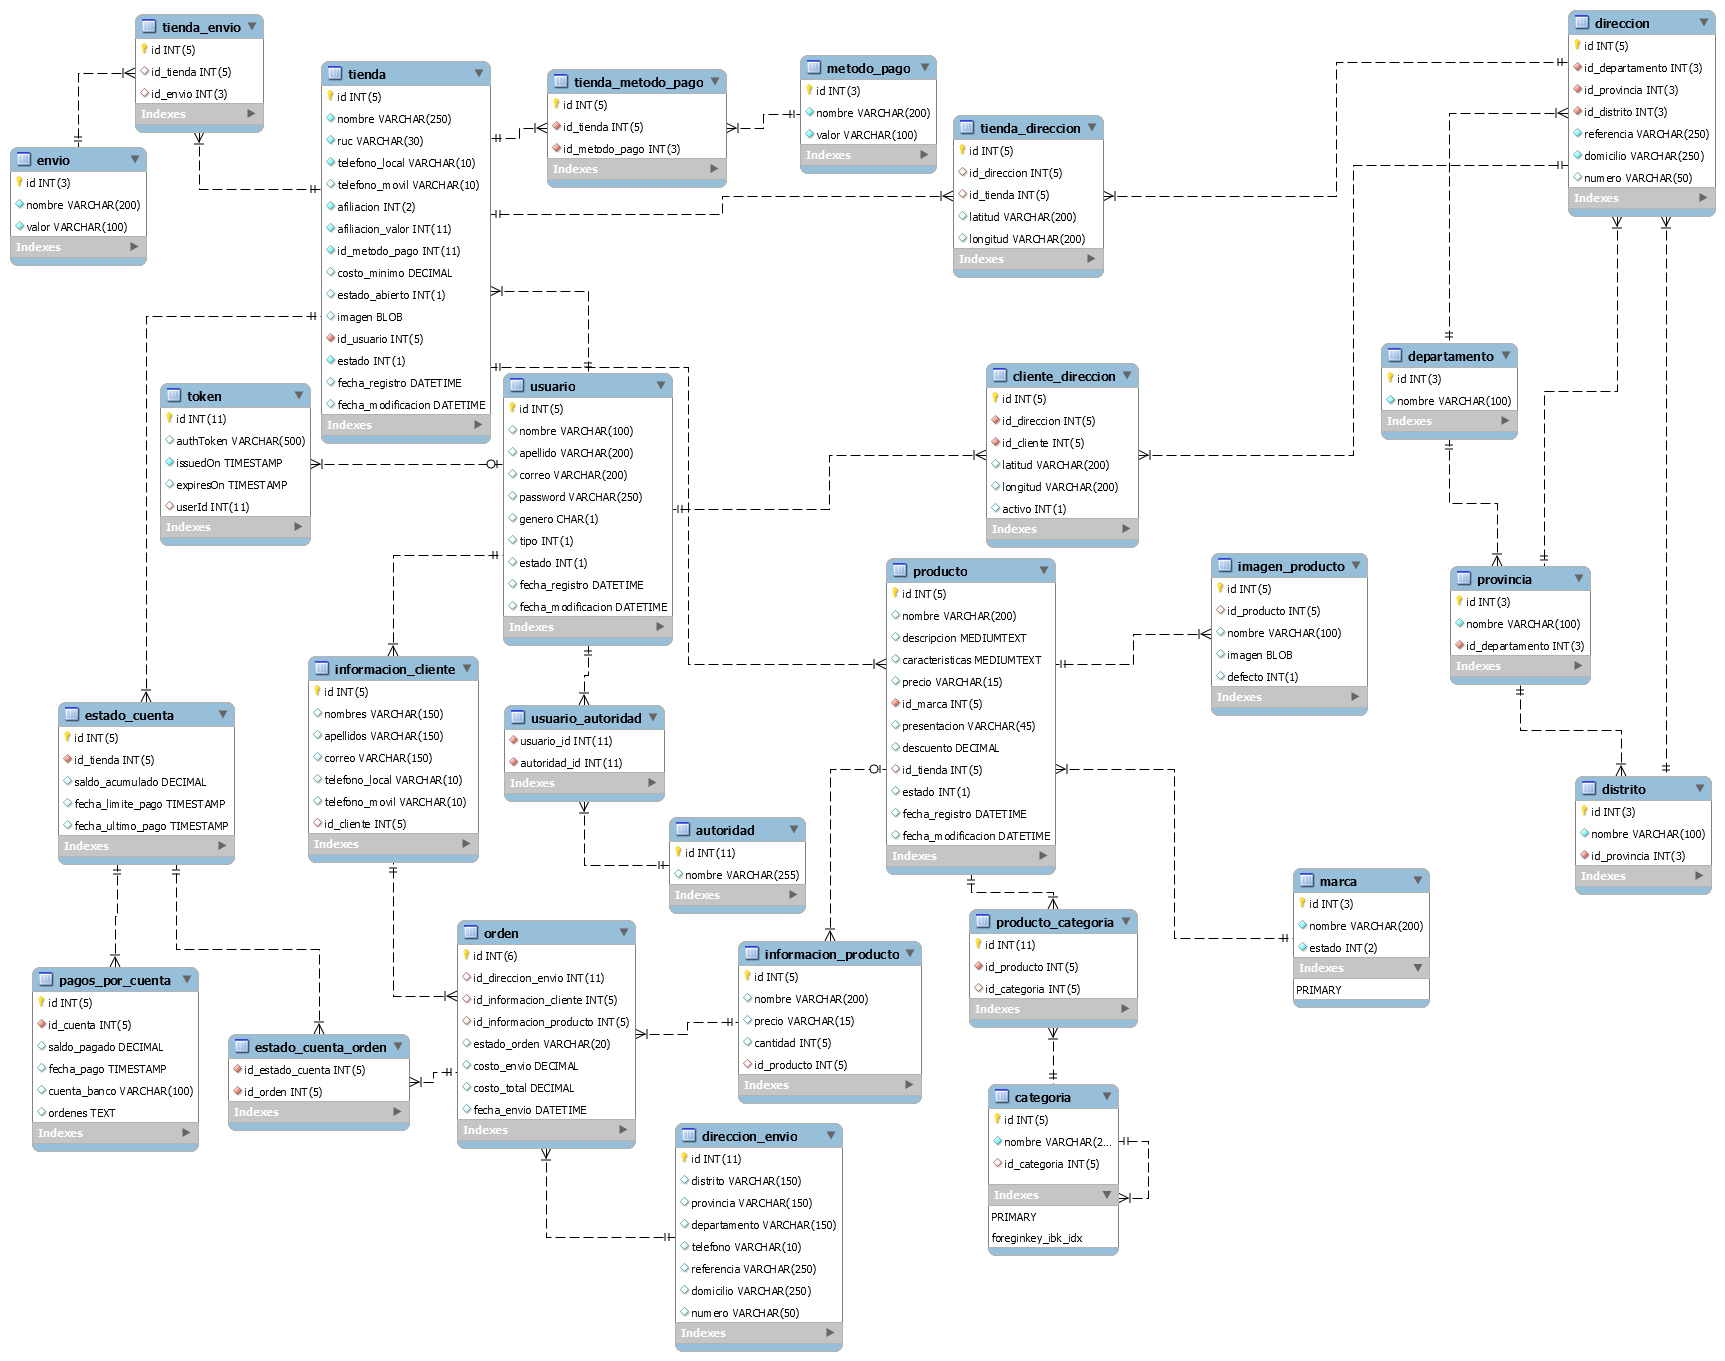 tienda_envio
id INT(5)
id_tienda INT(5)
id_envio INT(3)
Indexes
envio
id INT(3)
nombre VARCHAR(200)
valor VARCHAR(100)
Indexes
tienda
id INT(5)
nombre VARCHAR(250)
ruc VARCHAR(30)
telefono_local VARCHAR(10)
telefono_movil VARCHAR(10)
afiliacion INT(2)
afiliacion_valor INT(11)
id_metodo_pago INT(11)
costo_minimo DECIMAL
estado_abierto INT(1)
imagen BLOB
id_usuario INT(5)
estado INT(1)
fecha_registro DATETIME
fecha_modificacion DATETIME
Indexes
tienda_metodo_pago
id INT(5)
id_tienda INT(5)
id_metodo_pago INT(3)
Indexes
metodo_pago
id INT(3)
nombre VARCHAR(200)
valor VARCHAR(100)
Indexes
tienda_direccion
id INT(5)
id_direccion INT(5)
id_tienda INT(5)
latitud VARCHAR(200)
longitud VARCHAR(200)
Indexes
direccion
id INT(5)
id_departamento INT(3)
id_provincia INT(3)
id_distrito INT(3)
referencia VARCHAR(250)
domicilio VARCHAR(250)
numero VARCHAR(50)
Indexes
token
id INT(11)
authToken VARCHAR(500)
issuedOn TIMESTAMP
expiresOn TIMESTAMP
userId INT(11)
Indexes
usuario
id INT(5)
nombre VARCHAR(100)
apellido VARCHAR(200)
correo VARCHAR(200)
password VARCHAR(250)
genero CHAR(1)
tipo INT(1)
estado INT(1)
fecha_registro DATETIME
fecha_modificacion DATETIME
Indexes
cliente_direccion
id INT(5)
id_direccion INT(5)
id_cliente INT(5)
latitud VARCHAR(200)
longitud VARCHAR(200)
activo INT(1)
Indexes
departamento
id INT(3)
nombre VARCHAR(100)
Indexes
producto
id INT(5)
nombre VARCHAR(200)
descripcion MEDIUMTEXT
caracteristicas MEDIUMTEXT
precio VARCHAR(15)
id_marca INT(5)
presentacion VARCHAR(45)
descuento DECIMAL
id_tienda INT(5)
estado INT(1)
fecha_registro DATETIME
fecha_modificacion DATETIME
Indexes
imagen_producto
id INT(5)
id_producto INT(5)
nombre VARCHAR(100)
imagen BLOB
defecto INT(1)
Indexes
provincia
id INT(3)
nombre VARCHAR(100)
id_departamento INT(3)
Indexes
informacion_cliente
id INT(5)
nombres VARCHAR(150)
apellidos VARCHAR(150)
correo VARCHAR(150)
telefono_local VARCHAR(10)
telefono_movil VARCHAR(10)
id_cliente INT(5)
Indexes
estado_cuenta
id INT(5)
id_tienda INT(5)
saldo_acumulado DECIMAL
fecha_limite_pago TIMESTAMP
fecha_ultimo_pago TIMESTAMP
Indexes
usuario_autoridad
usuario_id INT(11)
autoridad_id INT(11)
Indexes
autoridad
id INT(11)
nombre VARCHAR(255)
Indexes
distrito
id INT(3)
nombre VARCHAR(100)
id_provincia INT(3)
Indexes
marca
id INT(3)
nombre VARCHAR(200)
estado INT(2)
Indexes
PRIMARY
pagos_por_cuenta
id INT(5)
id_cuenta INT(5)
saldo_pagado DECIMAL
fecha_pago TIMESTAMP
cuenta_banco VARCHAR(100)
ordenes TEXT
Indexes
estado_cuenta_orden
id_estado_cuenta INT(5)
id_orden INT(5)
Indexes
orden
id INT(6)
id_direccion_envio INT(11)
id_informacion_cliente INT(5)
id_informacion_producto INT(5)
estado_orden VARCHAR(20)
costo_envio DECIMAL
costo_total DECIMAL
fecha_envio DATETIME
Indexes
informacion_producto
id INT(5)
nombre VARCHAR(200)
precio VARCHAR(15)
cantidad INT(5)
id_producto INT(5)
Indexes
producto_categoria
id INT(11)
id_producto INT(5)
id_categoria INT(5)
Indexes
categoria
id INT(5)
nombre VARCHAR(2...
id_categoria INT(5)
Indexes
PRIMARY
foreginkey_ibk_idx
direccion_envio
id INT(11)
distrito VARCHAR(150)
provincia VARCHAR(150)
departamento VARCHAR(150)
telefono VARCHAR(10)
referencia VARCHAR(250)
domicilio VARCHAR(250)
numero VARCHAR(50)
Indexes